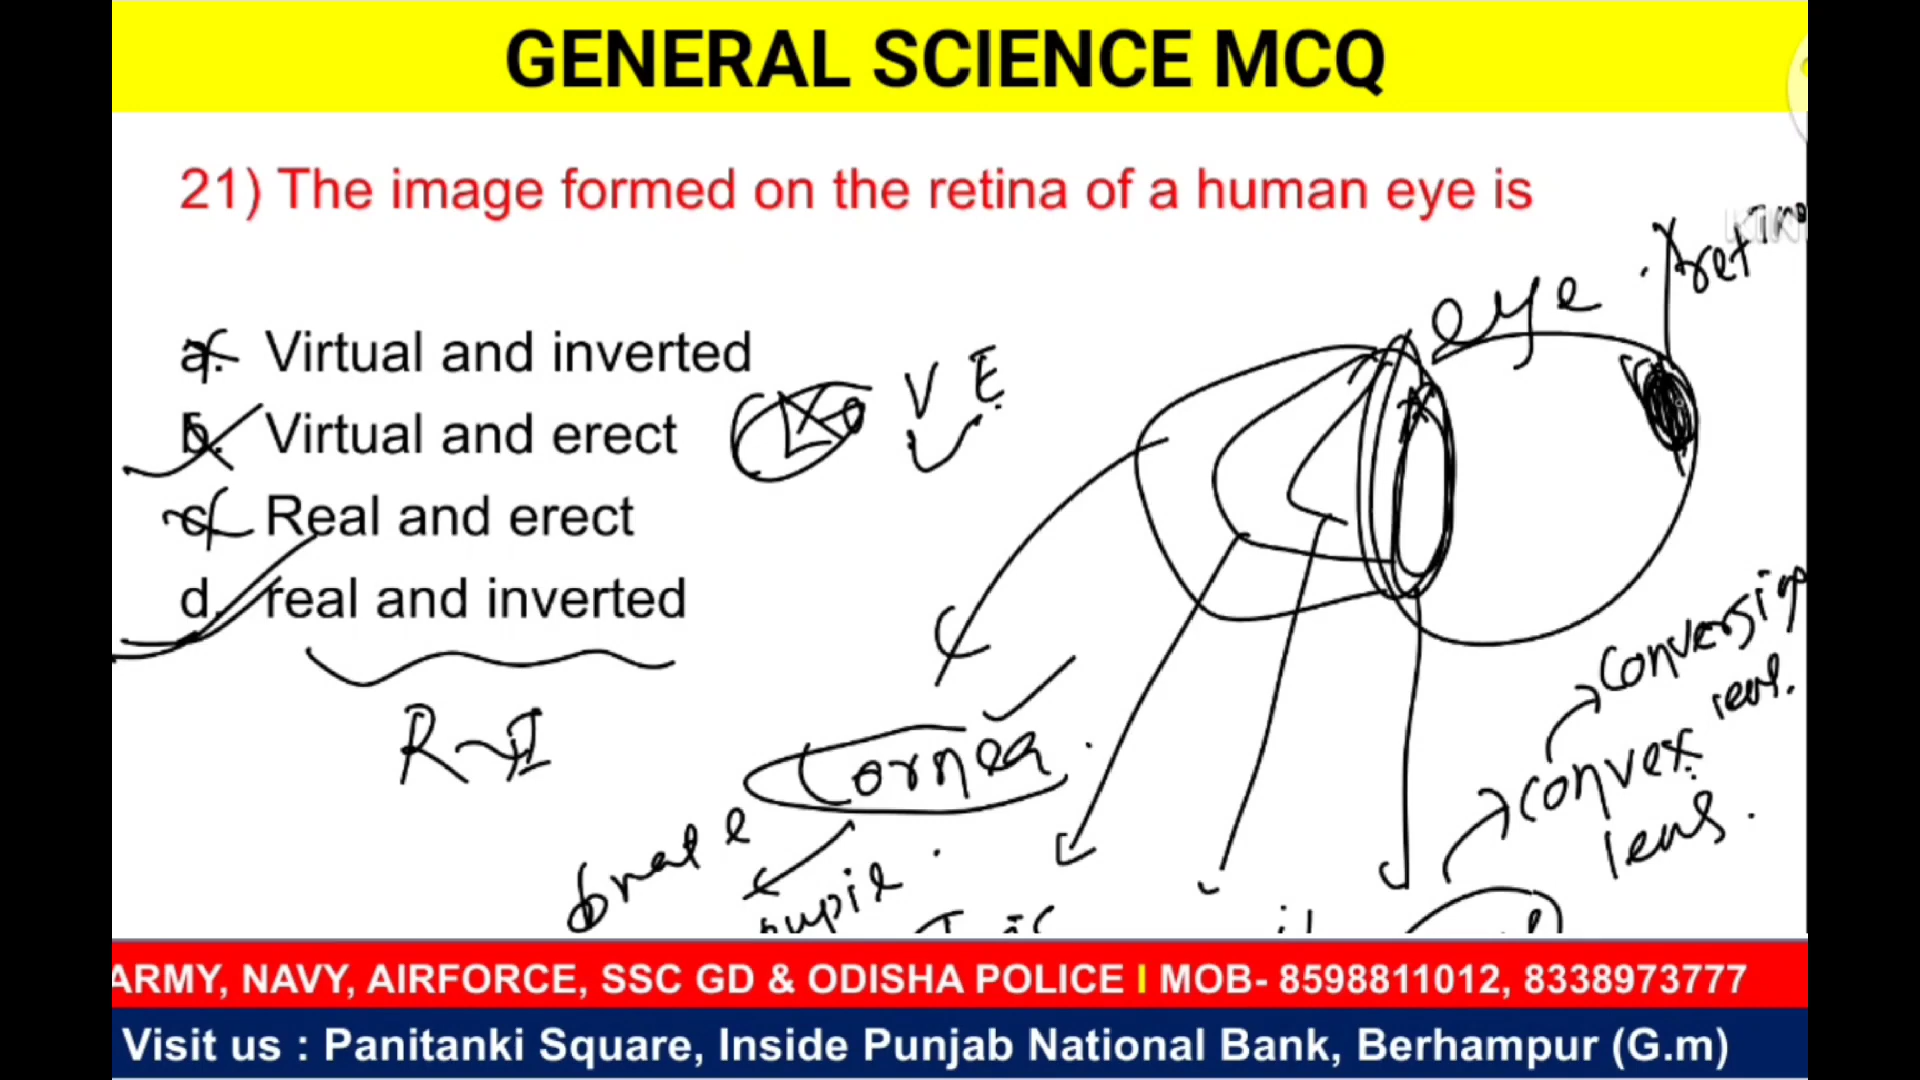 GENERAL SCIENCE MCQ
21) The image formed on the retina of a human eye is
eye
a. Virtual and inverted
V E
b. Virtual and erect
c. Real and erect
d. real and inverted
R
Cornea
convex
lens.
pupil
ARMY, NAVY, AIRFORCE, SSC GD & ODISHA POLICE I MOB- 8598811012, 8338973777
Visit us : Panitanki Square, Inside Punjab National Bank, Berhampur (G.m)